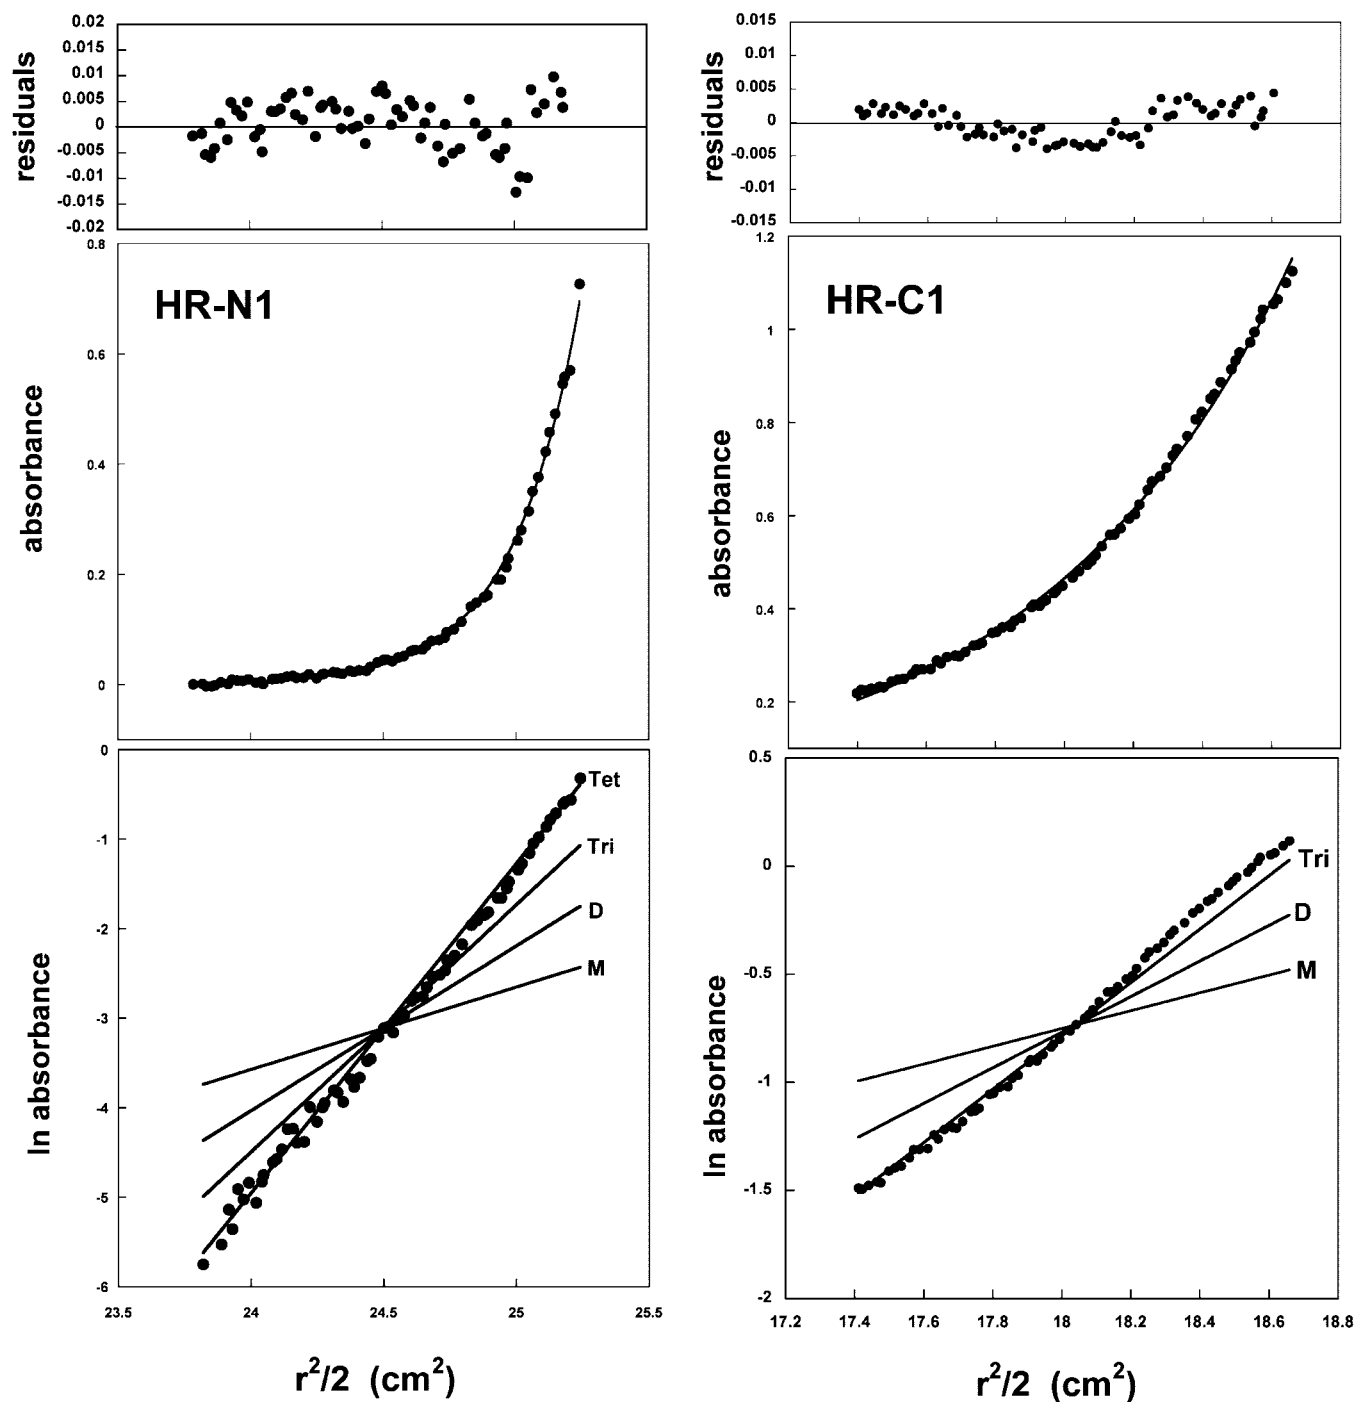 residuals
0.02
0.015
0.01
0.005
0
-0.005
-0.01
-0.015
-0.02
absorbance
0.8
0.6
0.4
0.2
0
HR-N1
ln absorbance
0
-1
-2
-3
-4
-5
-6
Tet
Tri
D
M
23.5 24 24.5 25 25.5
r²/2 (cm²)
residuals
0.015
0.01
0.005
0
-0.005
-0.01
-0.015
absorbance
1.2
1
0.8
0.6
0.4
0.2
HR-C1
ln absorbance
0.5
0
-0.5
-1
-1.5
-2
Tri
D
M
17.2 17.4 17.6 17.8 18 18.2 18.4 18.6 18.8
r²/2 (cm²)